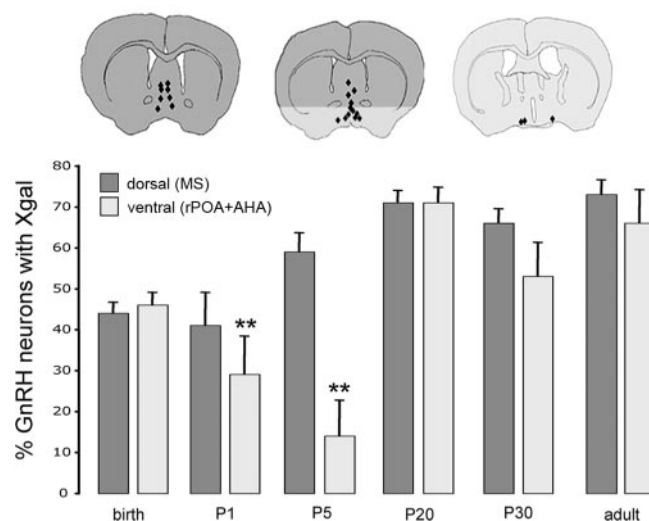 80
70
60
50
40
30
20
10
0
% GnRH neurons with Xgal
dorsal (MS)
ventral (rPOA+AHA)
**
**
birth P1 P5 P20 P30 adult